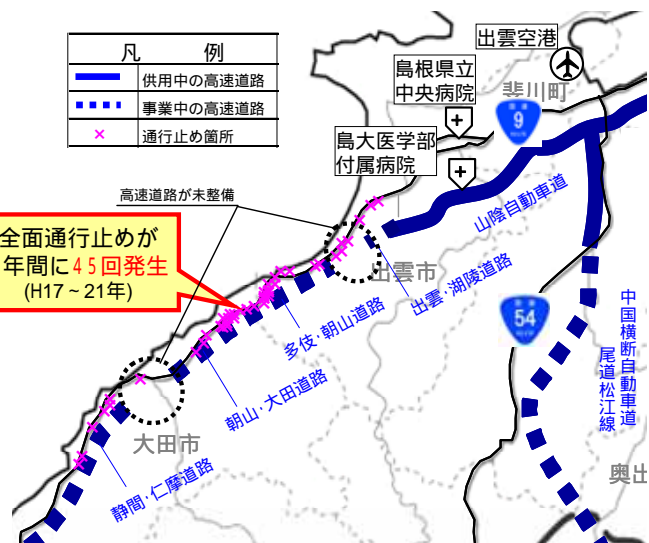 凡 例
供用中の高速道路
事業中の高速道路
通行止め箇所
出雲空港
島根県立
中央病院
斐川町
9
島大医学部
付属病院
高速道路が未整備
山陰自動車道
全面通行止めが
年間に45回発生
(H17~21年)
出雲市
出雲・湖陵道路
54
中国横断自動車道
尾道松江線
多伎・朝山道路
朝山・大田道路
大田市
静間・仁摩道路
奥出